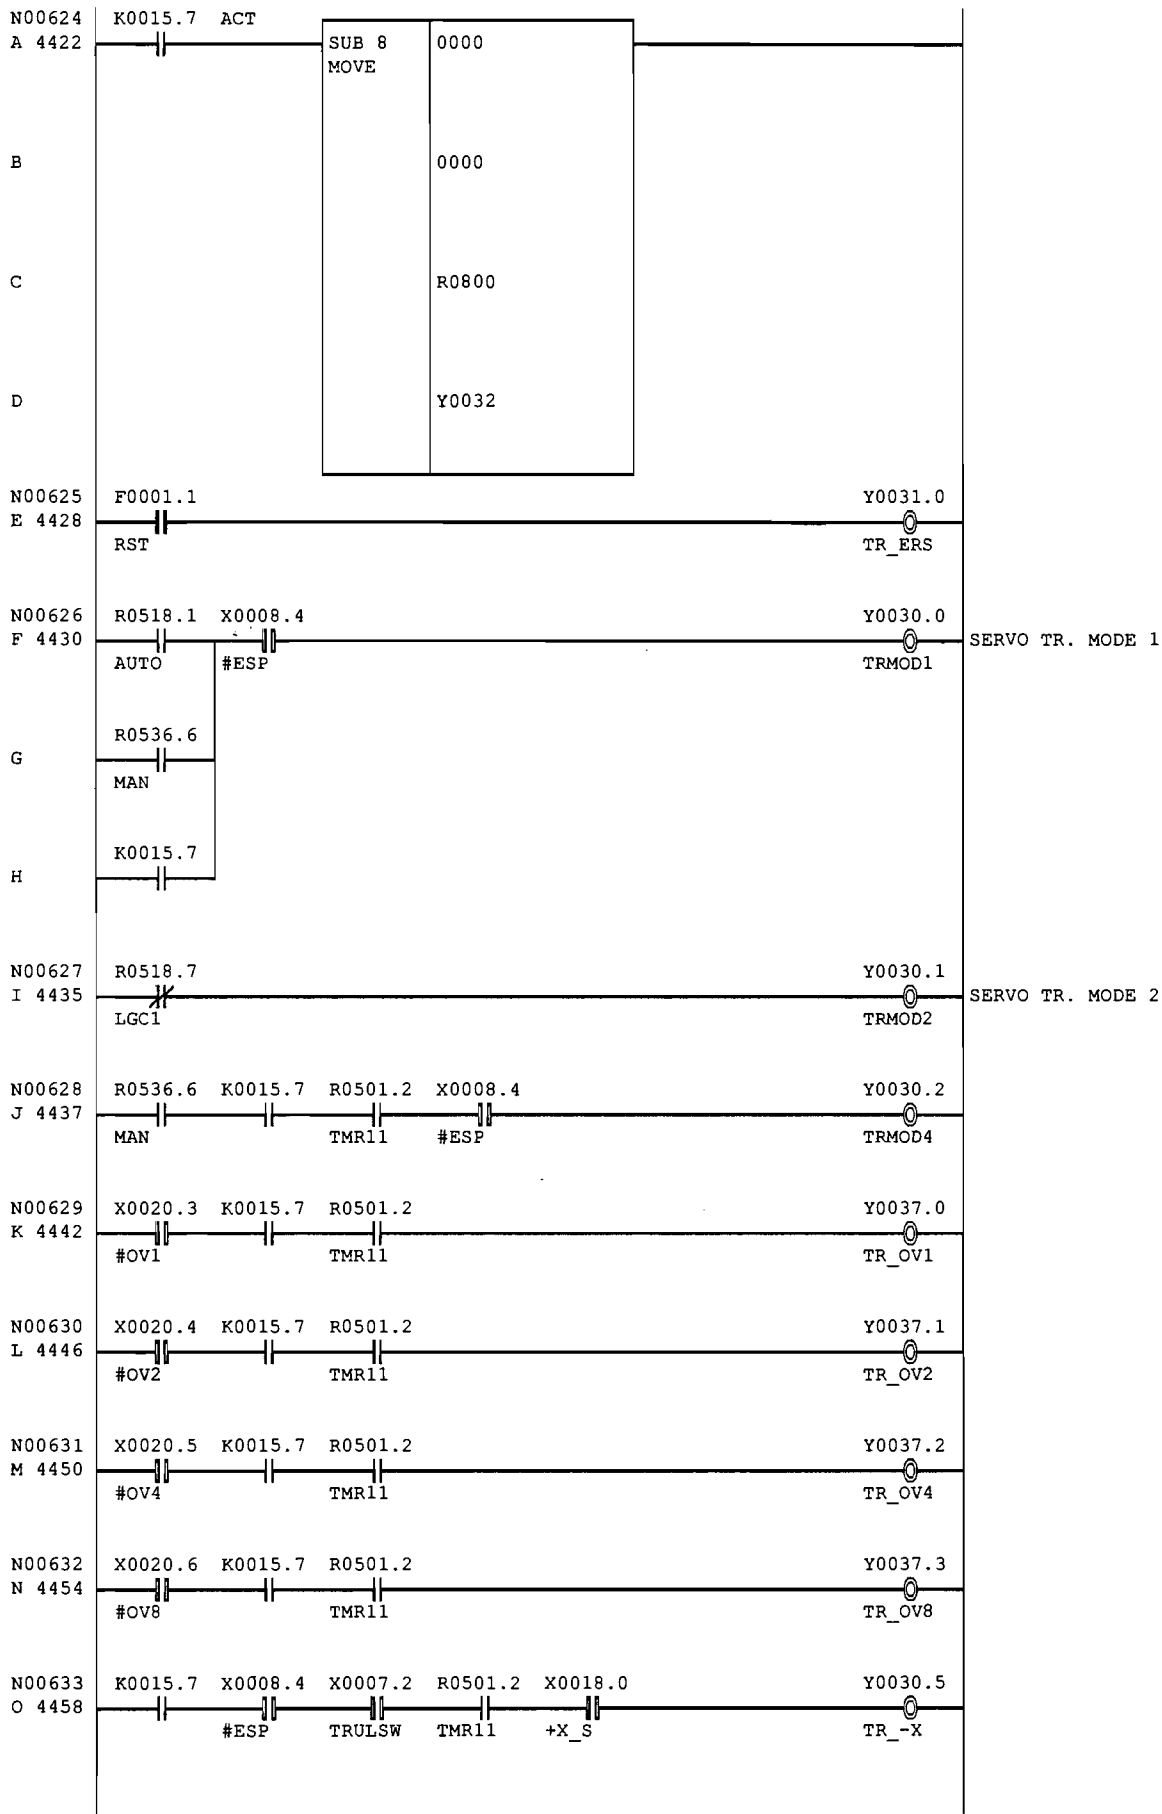 N00624 K0015.7 ACT
A 4422 SUB 8 0000
MOVE
B 0000
C R0800
D Y0032
N00625 F0001.1 Y0031.0
E 4428
RST TR_ERS
N00626 R0518.1 X0008.4 Y0030.0
F 4430 SERVO TR. MODE 1
AUTO #ESP TRMOD1
R0536.6
G
MAN
K0015.7
H
N00627 R0518.7 Y0030.1
I 4435 SERVO TR. MODE 2
LGC1 TRMOD2
N00628 R0536.6 K0015.7 R0501.2 X0008.4 Y0030.2
J 4437
MAN TMR11 #ESP TRMOD4
N00629 X0020.3 K0015.7 R0501.2 Y0037.0
K 4442
#OV1 TMR11 TR_OV1
N00630 X0020.4 K0015.7 R0501.2 Y0037.1
L 4446
#OV2 TMR11 TR_OV2
N00631 X0020.5 K0015.7 R0501.2 Y0037.2
M 4450
#OV4 TMR11 TR_OV4
N00632 X0020.6 K0015.7 R0501.2 Y0037.3
N 4454
#OV8 TMR11 TR_OV8
N00633 K0015.7 X0008.4 X0007.2 R0501.2 X0018.0 Y0030.5
O 4458
#ESP TRULSW TMR11 +X_S TR_-X